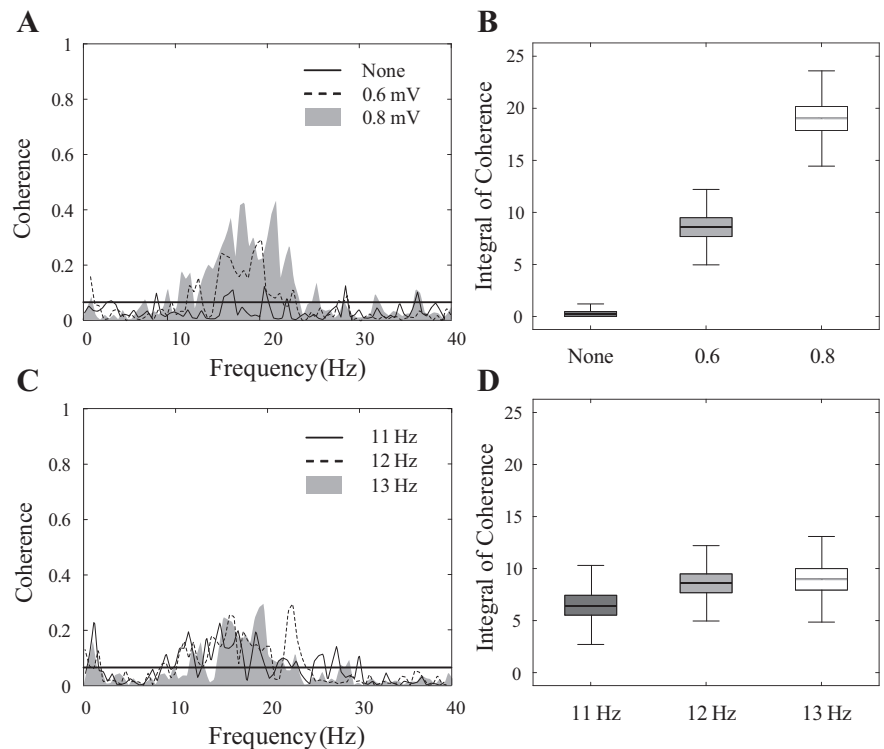 A
1
0.8
0.6
0.4
0.2
0
Coherence
None
0.6 mV
0.8 mV
0 10 20 30 40
Frequency(Hz)
B
25
20
15
10
5
0
Integral of Coherence
None 0.6 0.8
C
1
0.8
0.6
0.4
0.2
0
Coherence
11 Hz
12 Hz
13 Hz
0 10 20 30 40
Frequency(Hz)
D
25
20
15
10
5
0
Integral of Coherence
11 Hz 12 Hz 13 Hz